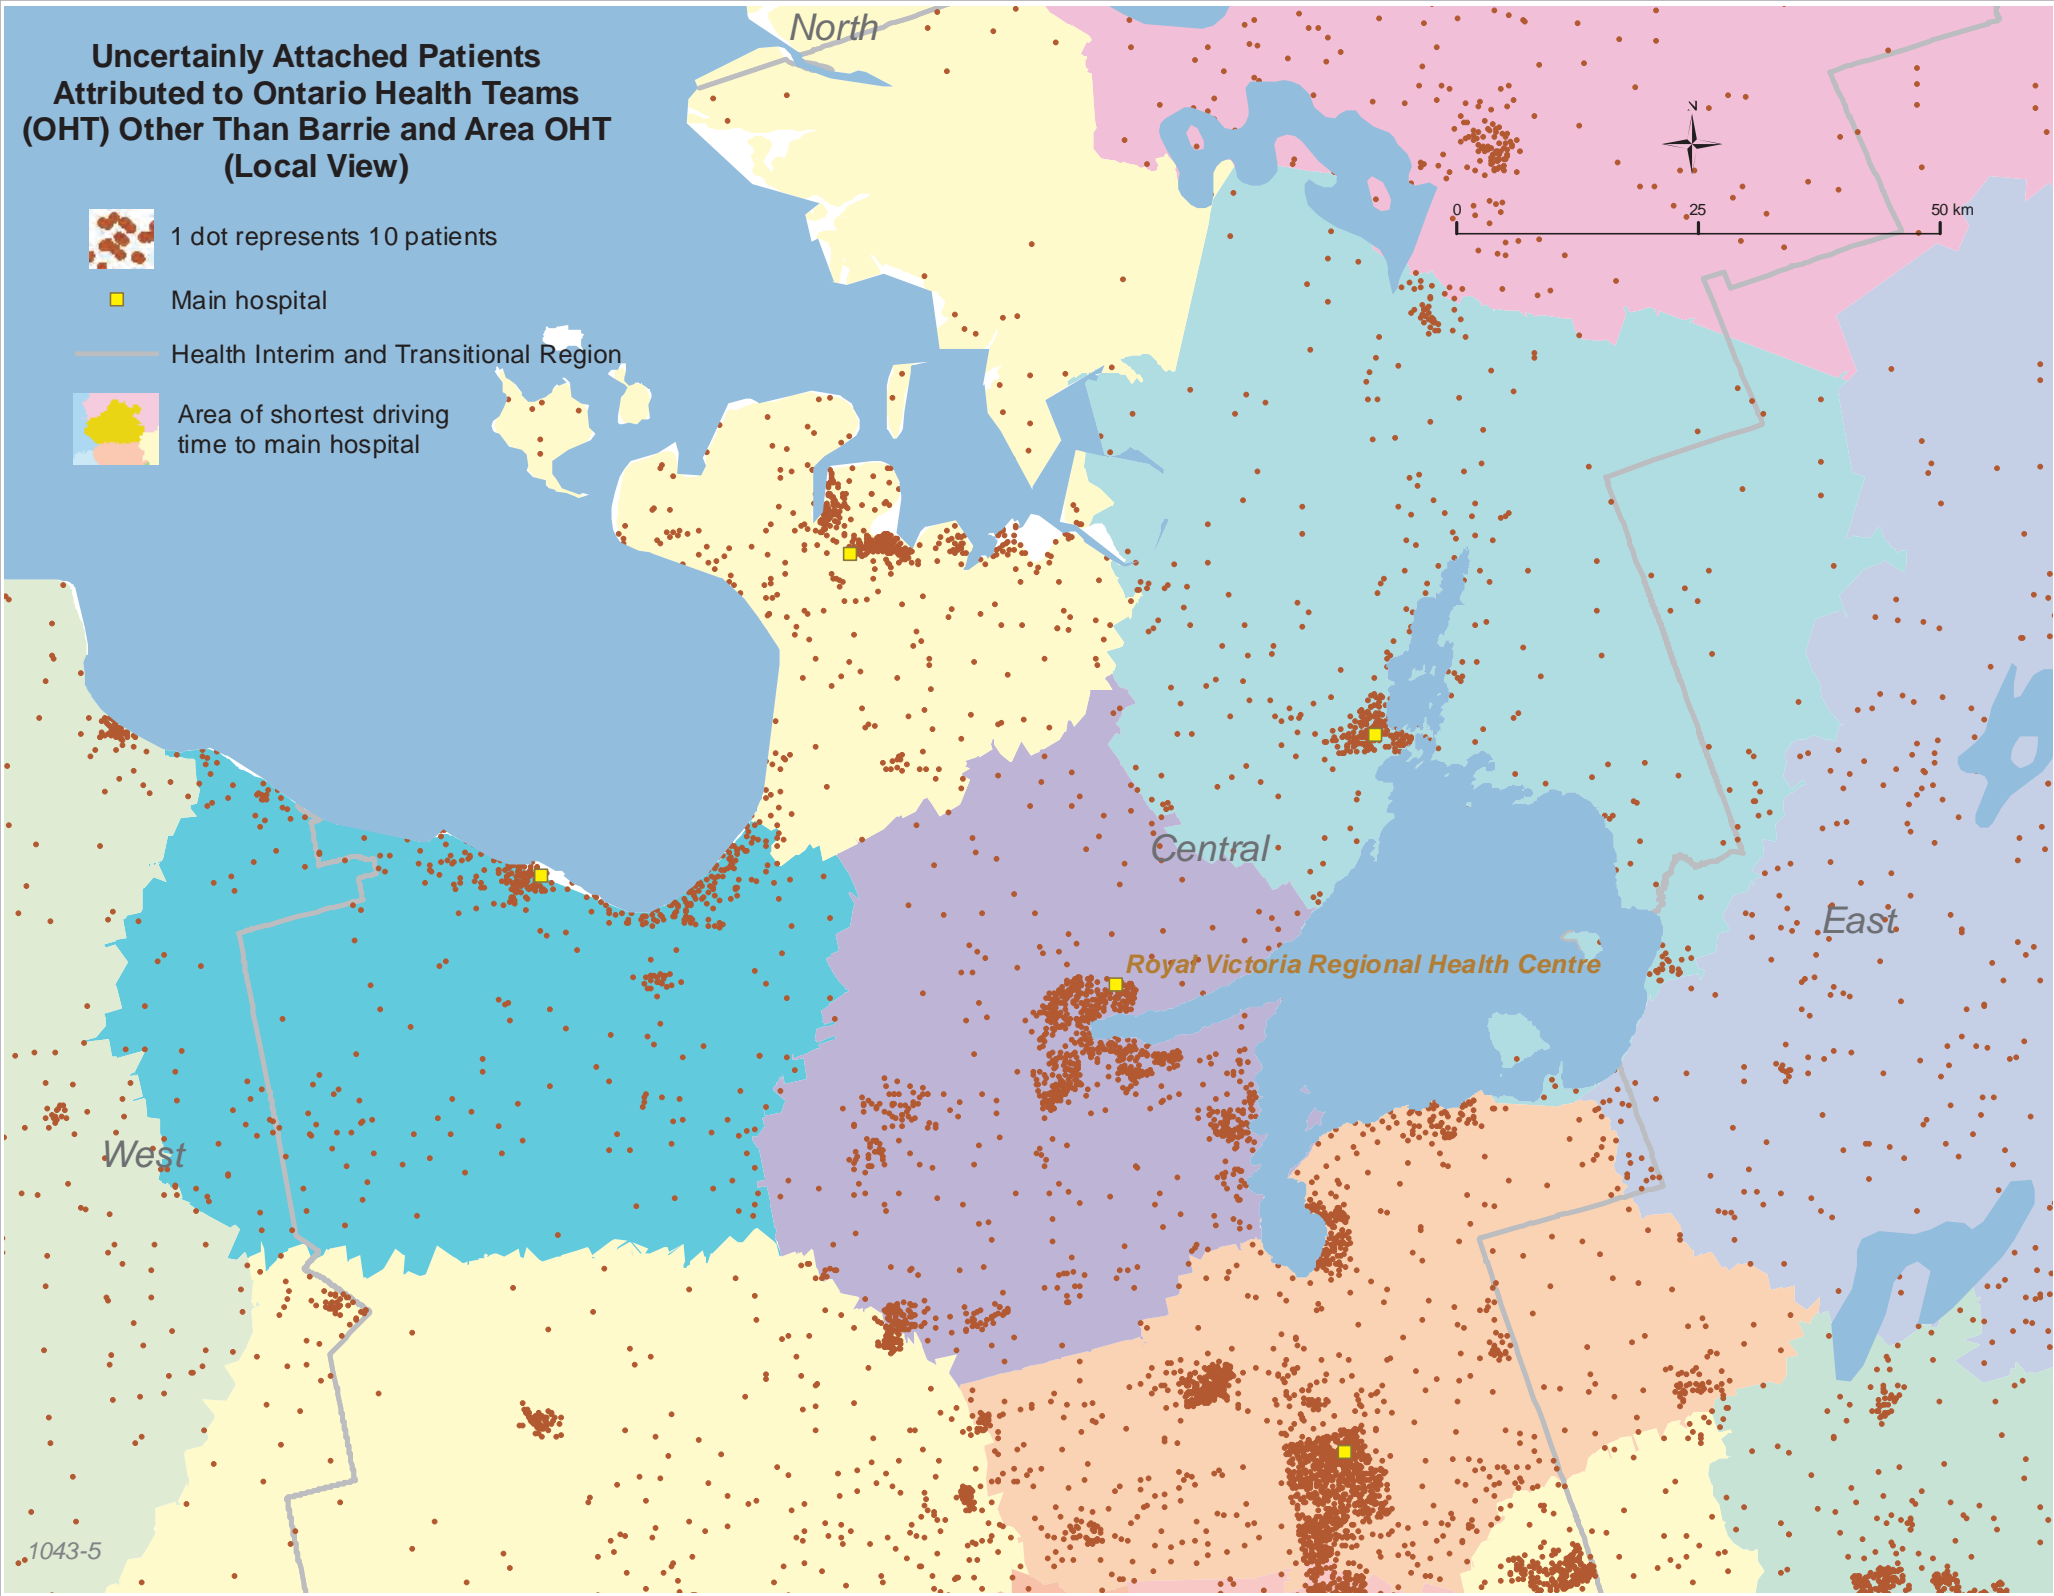 Uncertainly Attached Patients
Attributed to Ontario Health Teams
(OHT) Other Than Barrie and Area OHT
(Local View)
1 dot represents 10 patients
Main hospital
Health Interim and Transitional Region
Area of shortest driving
time to main hospital
North
N
0 25 50 km
Central
East
Royal Victoria Regional Health Centre
West
1043-5